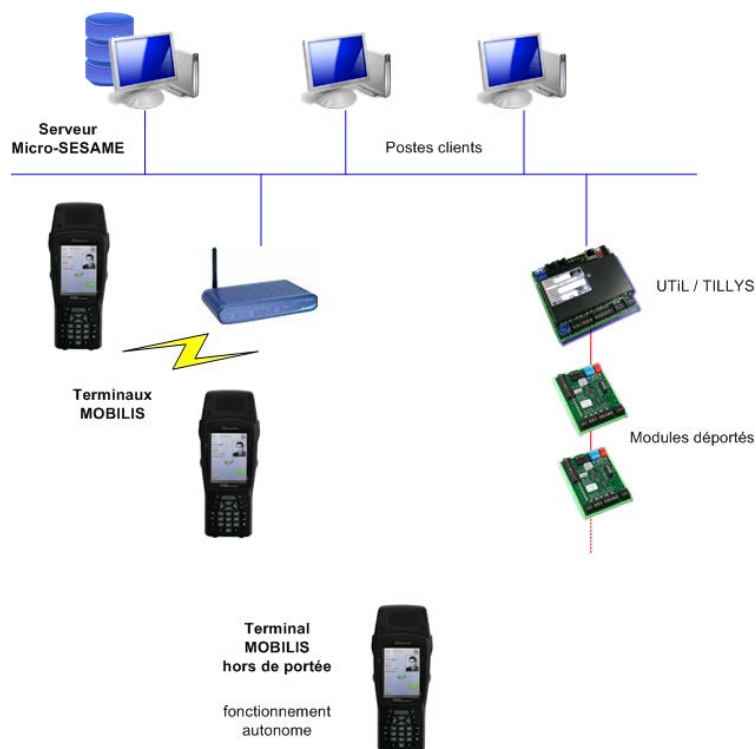 Serveur
Micro-SESAME
Postes clients
UTiL / TILLYS
Terminaux
MOBILIS
Modules déportés
Terminal
MOBILIS
hors de portée
fonctionnement
autonome